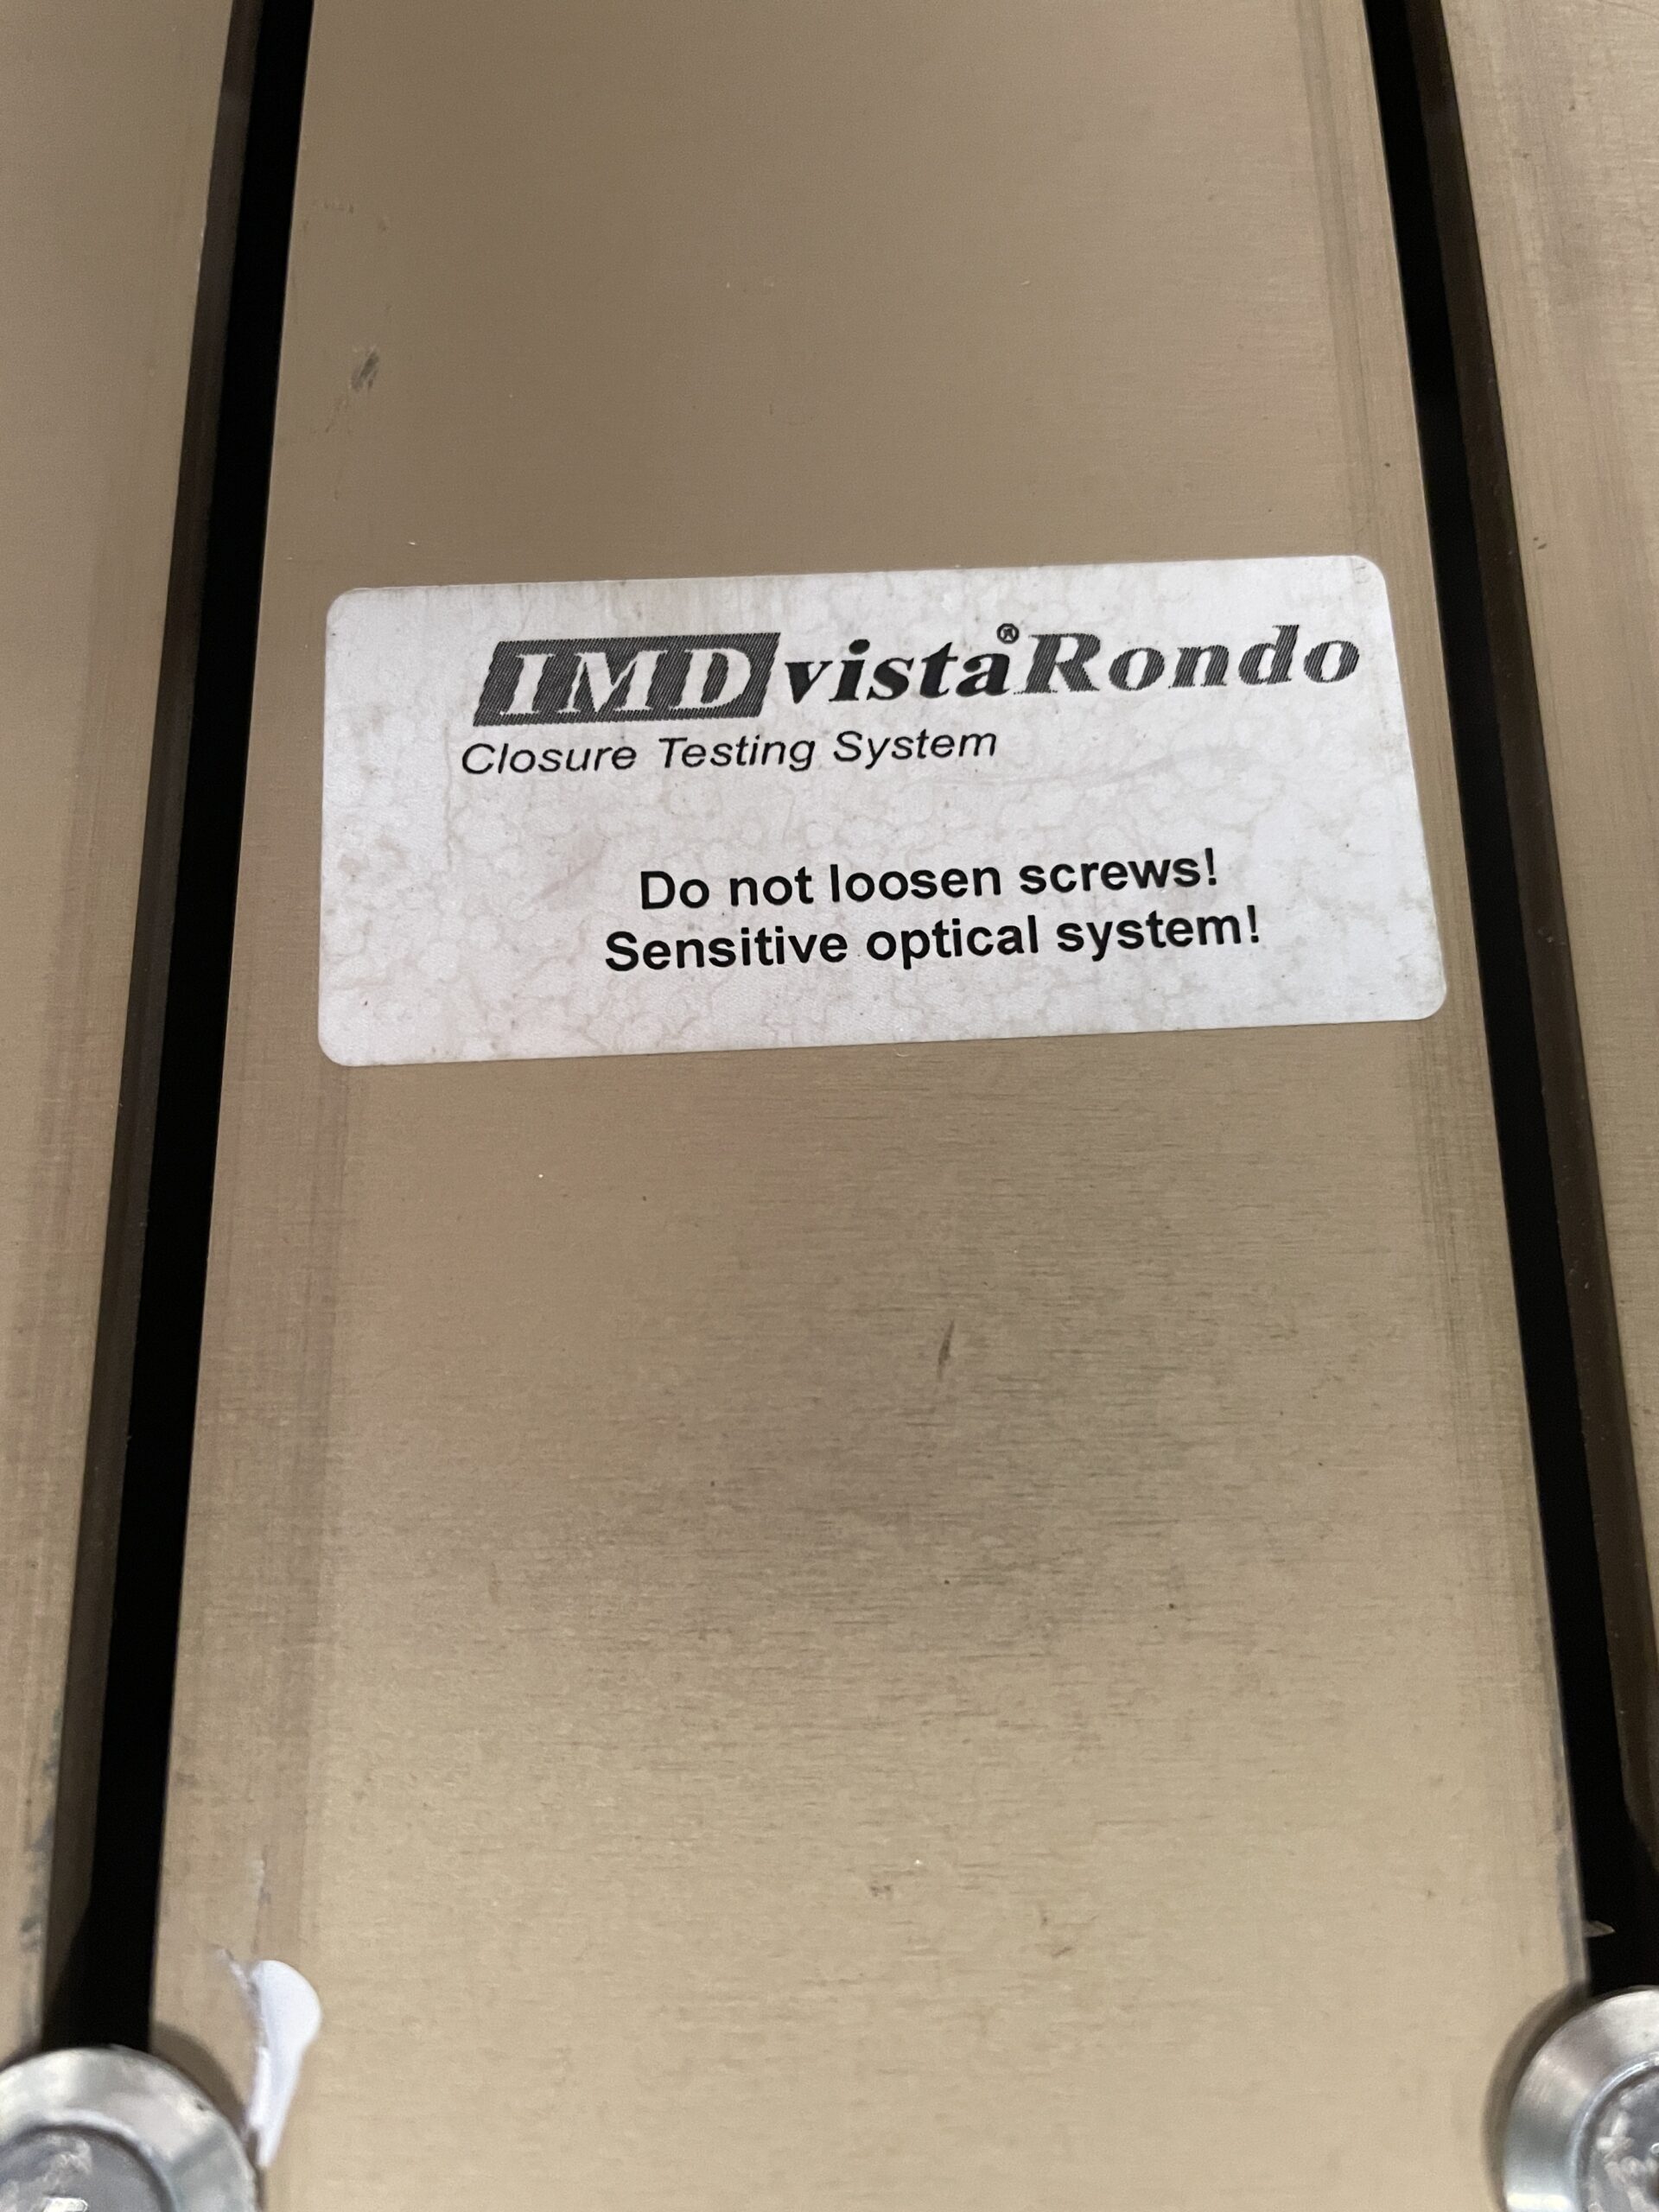 IMD vista®Rondo
Closure Testing System
Do not loosen screws!
Sensitive optical system!